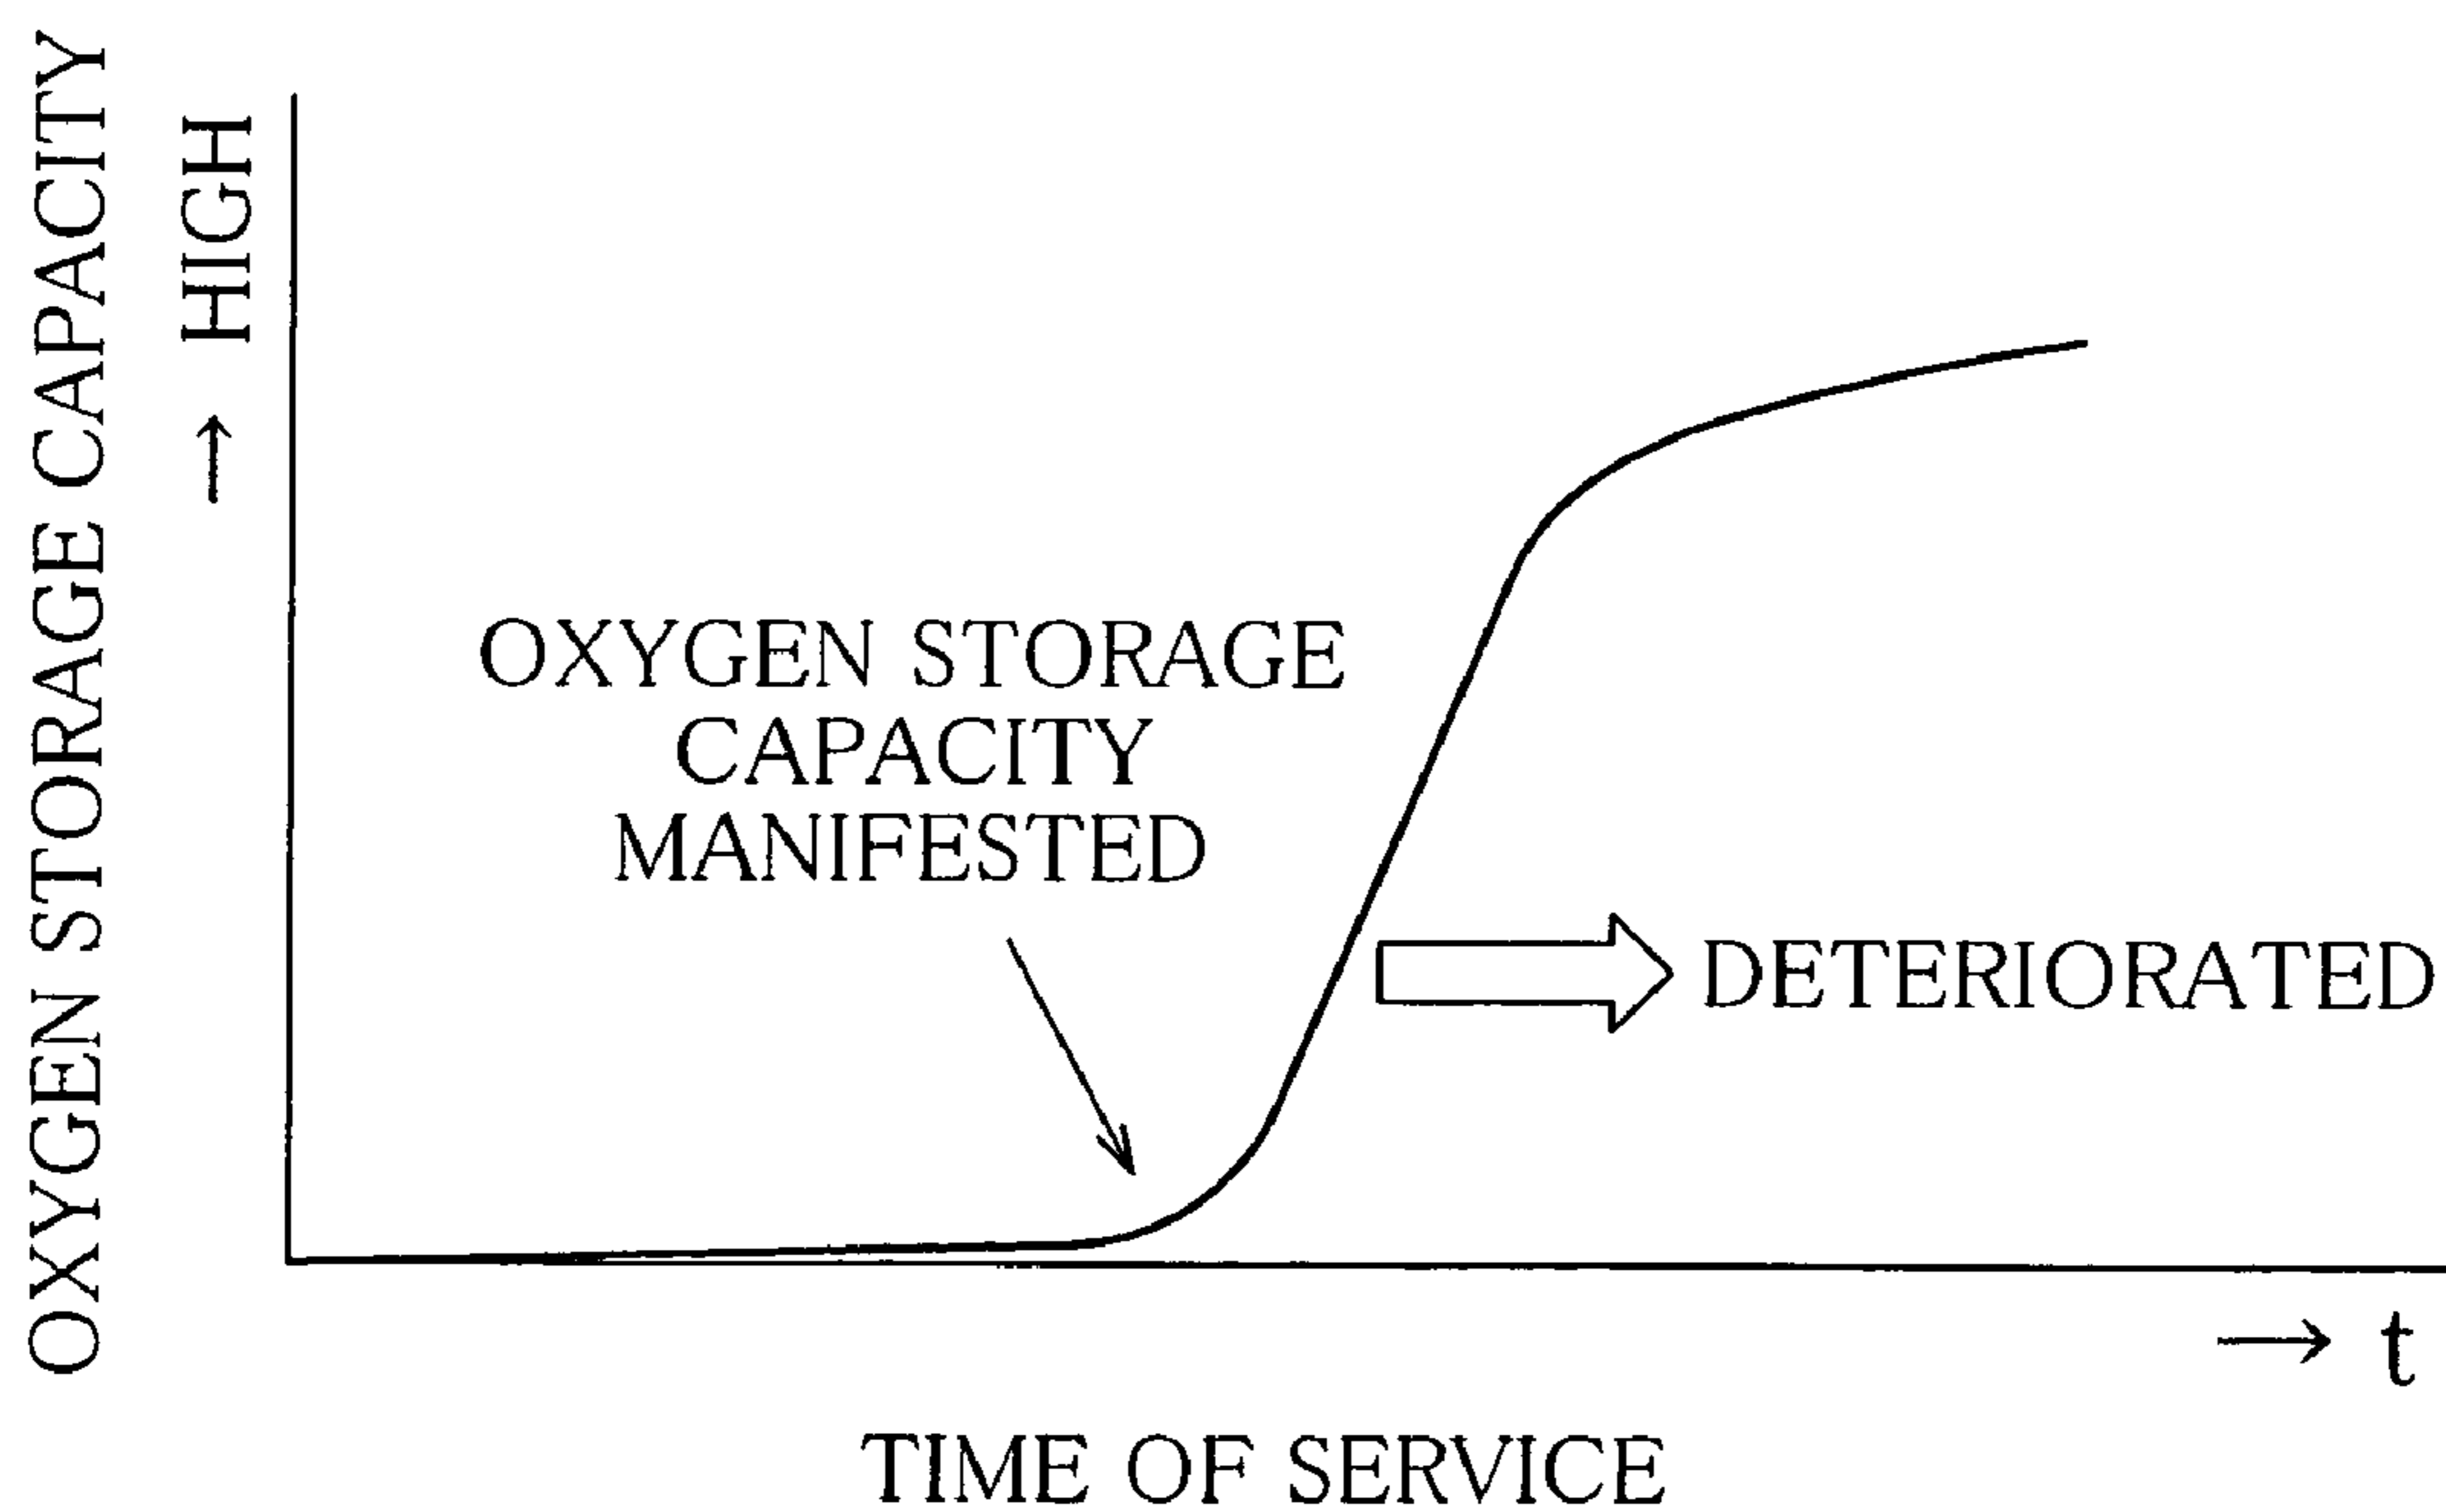 OXYGEN STORAGE CAPACITY
→ HIGH
OXYGEN STORAGE
CAPACITY
MANIFESTED
DETERIORATED
→ t
TIME OF SERVICE